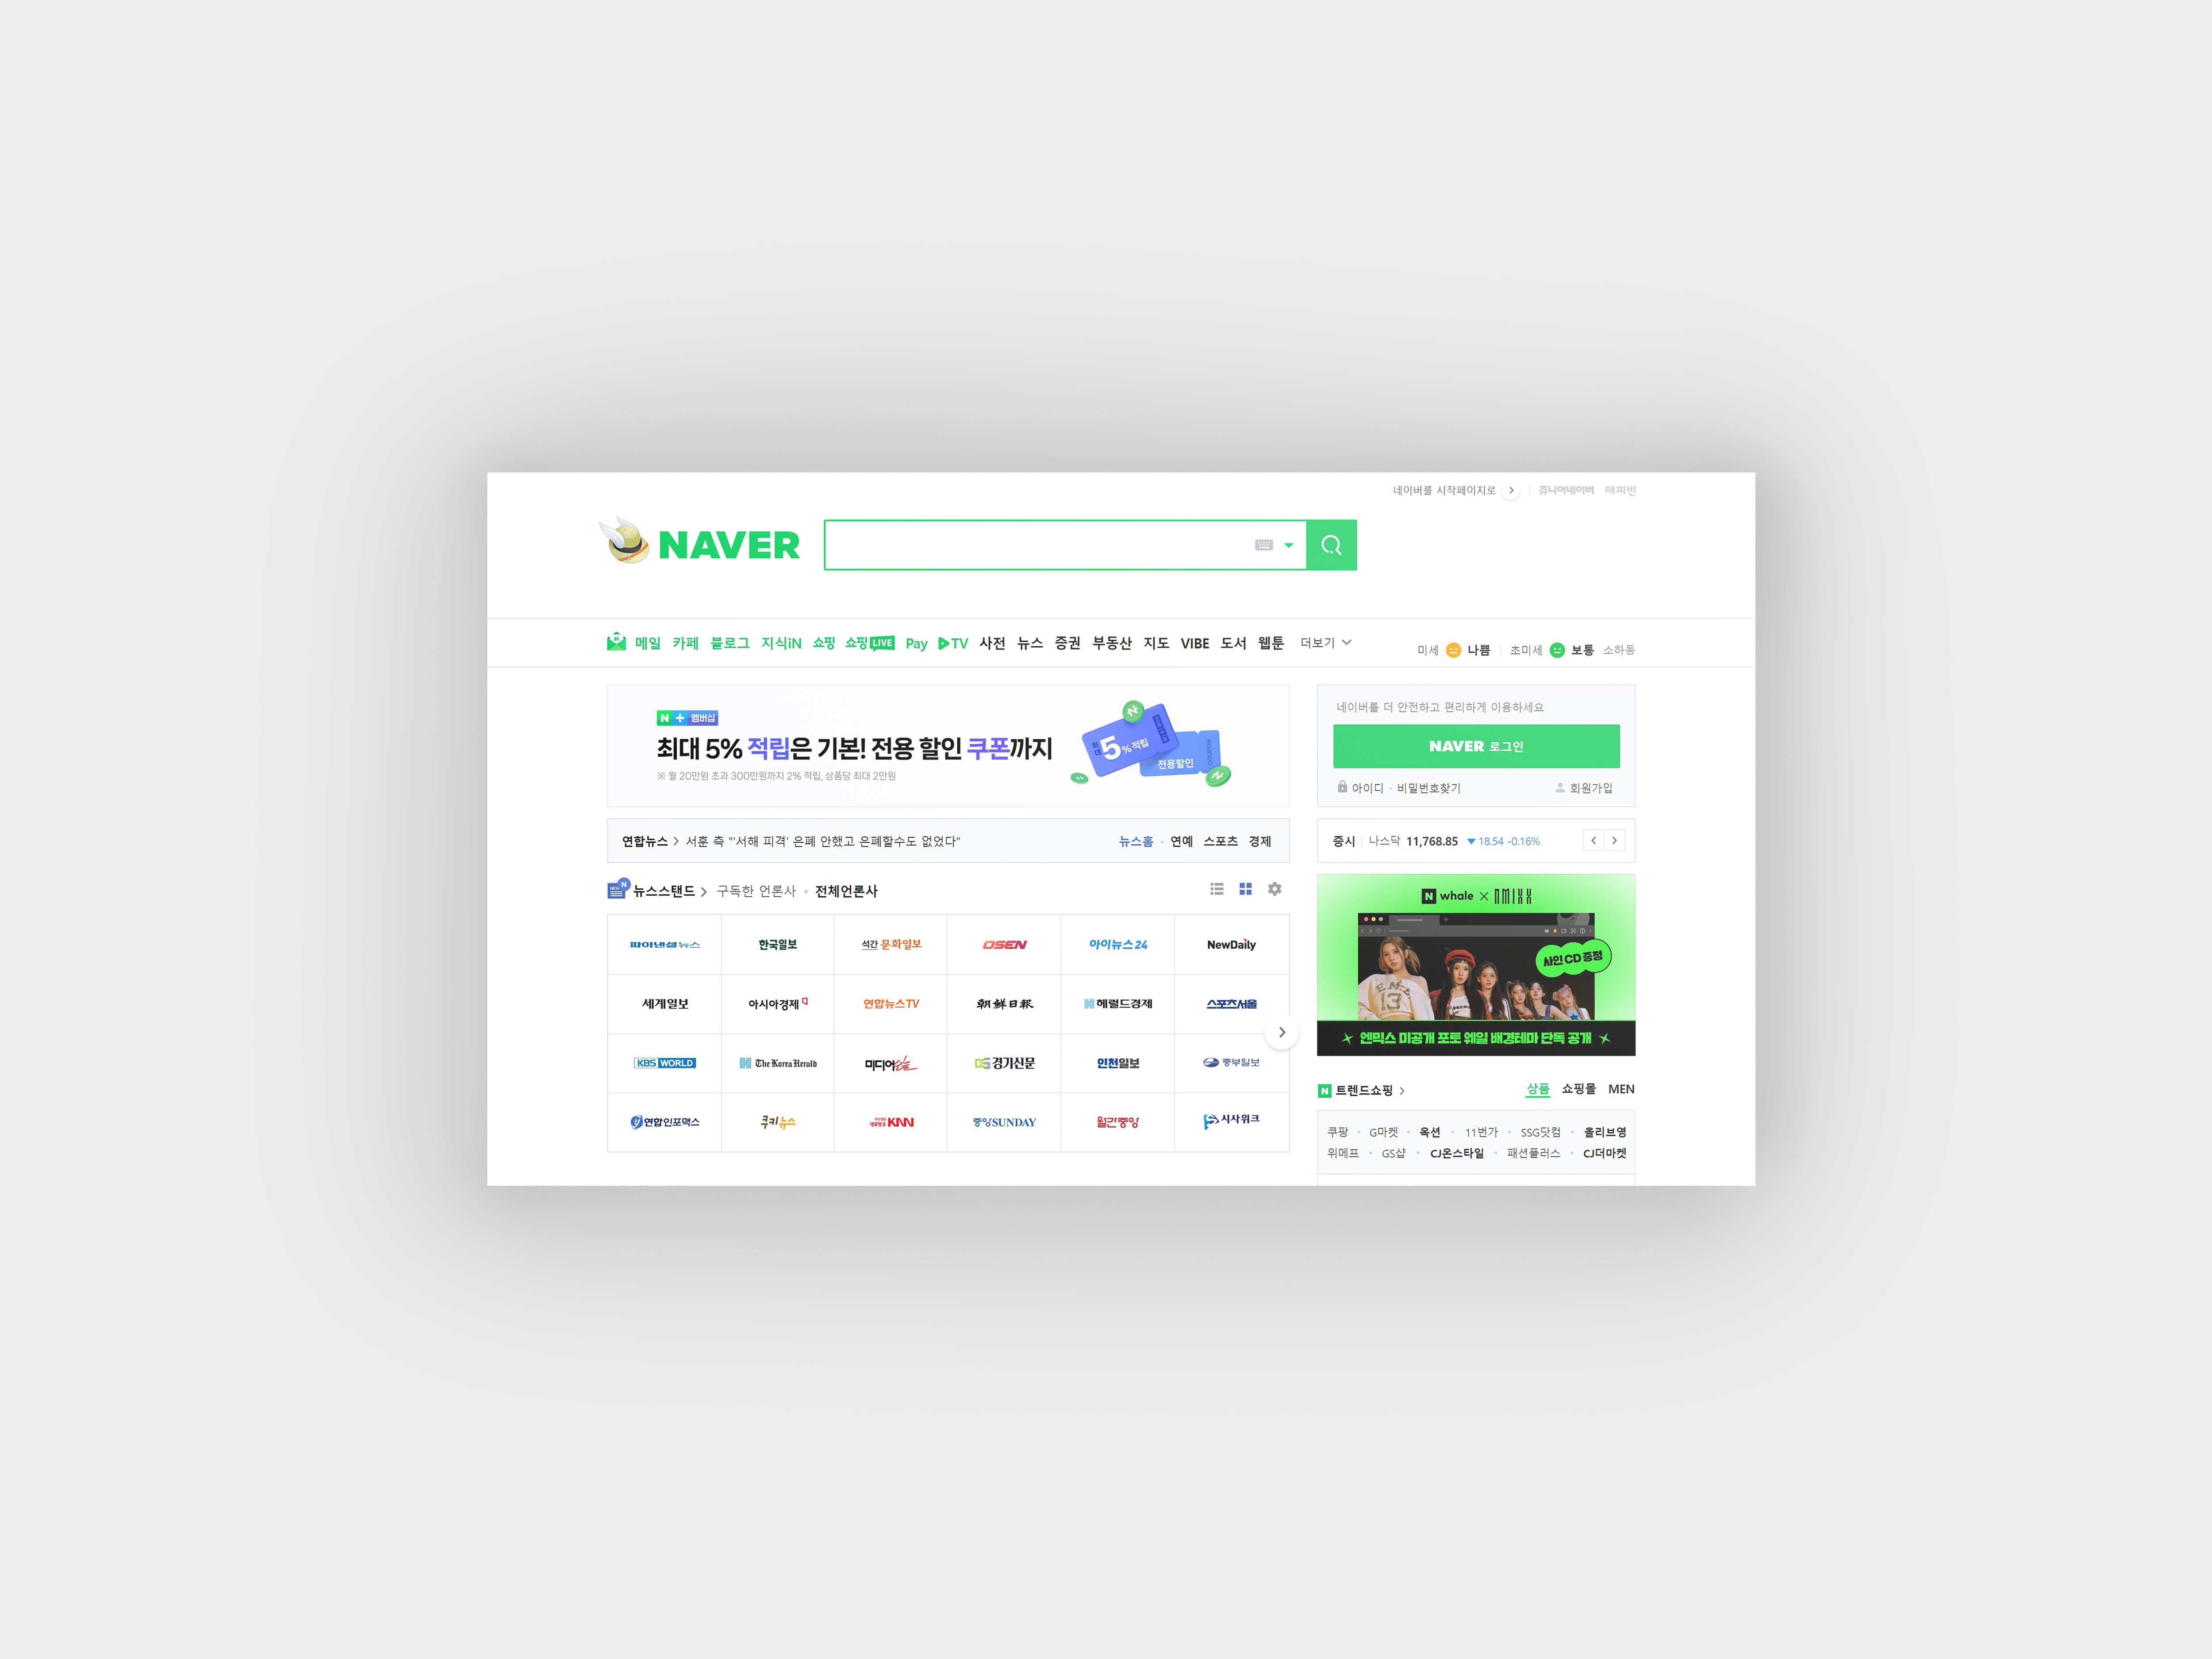 네이버를 시작페이지로 쥬니어네이버 해피빈
NAVER
메일 카페 블로그 지식iN 쇼핑 쇼핑LIVE Pay TV 사전 뉴스 증권 부동산 지도 VIBE 도서 웹툰 더보기
미세 나쁨 초미세 보통 소하동
N + 멤버십
최대 5% 적립은 기본! 전용 할인 쿠폰까지
※ 월 20만원 초과 300만원까지 2% 적립, 상품당 최대 2만원
최대 5% 적립
전용할인 COUPON
네이버를 더 안전하고 편리하게 이용하세요
NAVER 로그인
아이디 · 비밀번호찾기 회원가입
연합뉴스 > 서훈 측 "'서해 피격' 은폐 안했고 은폐할수도 없었다" 뉴스홈 · 연예 스포츠 경제
증시 나스닥 11,768.85 ▼ 18.54 -0.16%
뉴스스탠드 > 구독한 언론사 · 전체언론사
파이낸셜뉴스 한국일보 석간 문화일보 OSEN 아이뉴스24 NewDaily
세계일보 아시아경제 연합뉴스TV 朝鮮日報 헤럴드경제 스포츠서울
KBS WORLD The Korea Herald 미디어오늘 경기신문 인천일보 중부일보
연합인포맥스 쿠키뉴스 KNN 중앙SUNDAY 월간중앙 시사위크
N whale × NMIXX
사인 CD 증정
엔믹스 미공개 포토 웨일 배경테마 단독 공개
N 트렌드쇼핑 > 상품 쇼핑몰 MEN
쿠팡 · G마켓 · 옥션 · 11번가 · SSG닷컴 · 올리브영
위메프 · GS샵 · CJ온스타일 · 패션플러스 · CJ더마켓